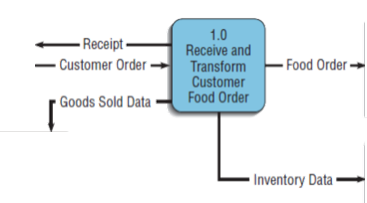 1.0
Receive and
Transform
Customer
Food Order
Receipt
Customer Order
Goods Sold Data
Food Order
Inventory Data